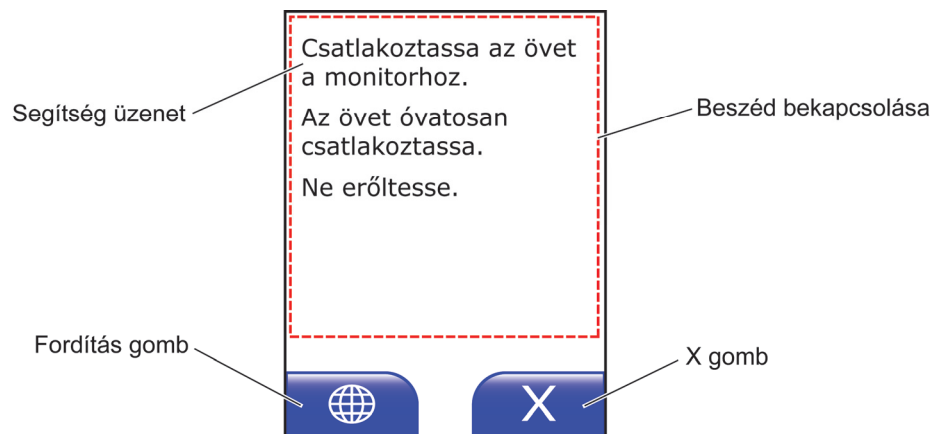 Csatlakoztassa az övet
a monitorhoz.
Az övet óvatosan
csatlakoztassa.
Ne erőltesse.
Segítség üzenet
Beszéd bekapcsolása
Fordítás gomb
X gomb
X